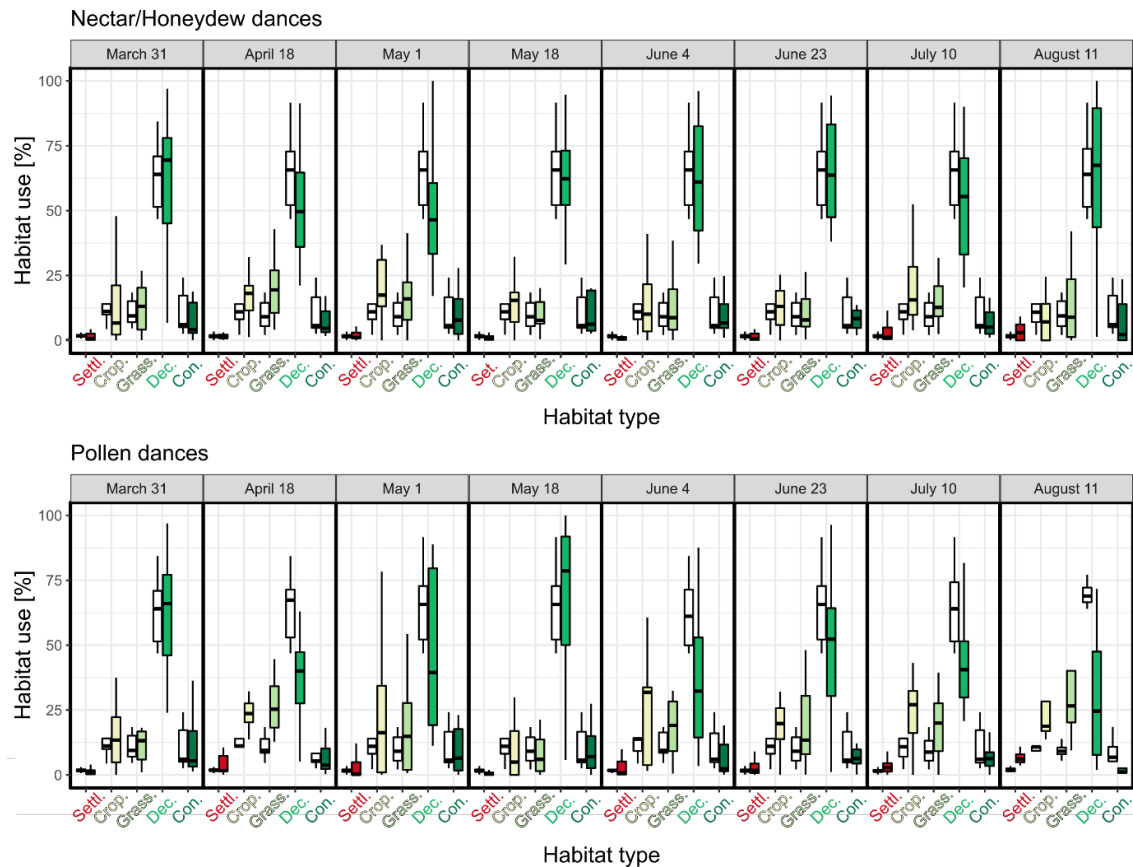 Nectar/Honeydew dances
March 31 April 18 May 1 May 18 June 4 June 23 July 10 August 11
Habitat use [%]
100
75
50
25
0
Settl. Crop. Grass. Dec. Con. Settl. Crop. Grass. Dec. Con. Settl. Crop. Grass. Dec. Con. Set. Crop. Grass. Dec. Con. Settl. Crop. Grass. Dec. Con. Settl. Crop. Grass. Dec. Con. Settl. Crop. Grass. Dec. Con. Settl. Crop. Grass. Dec. Con.
Habitat type
Pollen dances
March 31 April 18 May 1 May 18 June 4 June 23 July 10 August 11
Habitat use [%]
100
75
50
25
0
Settl. Crop. Grass. Dec. Con. Settl. Crop. Grass. Dec. Con. Settl. Crop. Grass. Dec. Con. Settl. Crop. Grass. Dec. Con. Settl. Crop. Grass. Dec. Con. Settl. Crop. Grass. Dec. Con. Settl. Crop. Grass. Dec. Con. Settl. Crop. Grass. Dec. Con.
Habitat type